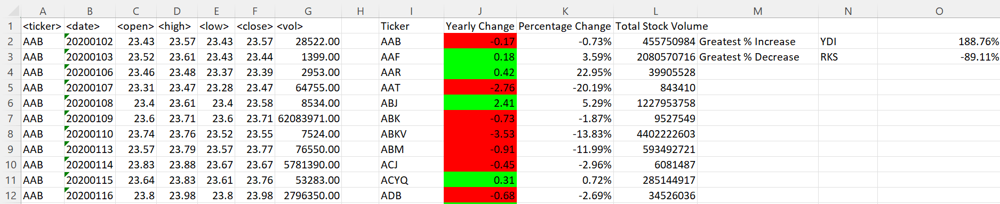 A B C D E F G H I J K L M N O
1 <ticker> <date> <open> <high> <low> <close> <vol> Ticker Yearly Change Percentage Change Total Stock Volume
2 AAB 20200102 23.43 23.57 23.43 23.57 28522.00 AAB -0.17 -0.73% 455750984 Greatest % Increase YDI 188.76%
3 AAB 20200103 23.52 23.61 23.43 23.44 1399.00 AAF 0.18 3.59% 2080570716 Greatest % Decrease RKS -89.11%
4 AAB 20200106 23.46 23.48 23.37 23.39 2953.00 AAR 0.42 22.95% 39905528
5 AAB 20200107 23.31 23.47 23.28 23.47 64755.00 AAT -2.76 -20.19% 843410
6 AAB 20200108 23.4 23.61 23.4 23.58 8534.00 ABJ 2.41 5.29% 1227953758
7 AAB 20200109 23.6 23.71 23.6 23.71 62083971.00 ABK -0.73 -1.87% 9527549
8 AAB 20200110 23.74 23.76 23.52 23.55 7524.00 ABKV -3.53 -13.83% 4402222603
9 AAB 20200113 23.57 23.79 23.57 23.77 76550.00 ABM -0.91 -11.99% 593492721
10 AAB 20200114 23.83 23.88 23.67 23.67 5781390.00 ACJ -0.45 -2.96% 6081487
11 AAB 20200115 23.64 23.83 23.61 23.76 53283.00 ACYQ 0.31 0.72% 285144917
12 AAB 20200116 23.8 23.98 23.8 23.98 2796350.00 ADB -0.68 -2.69% 34526036